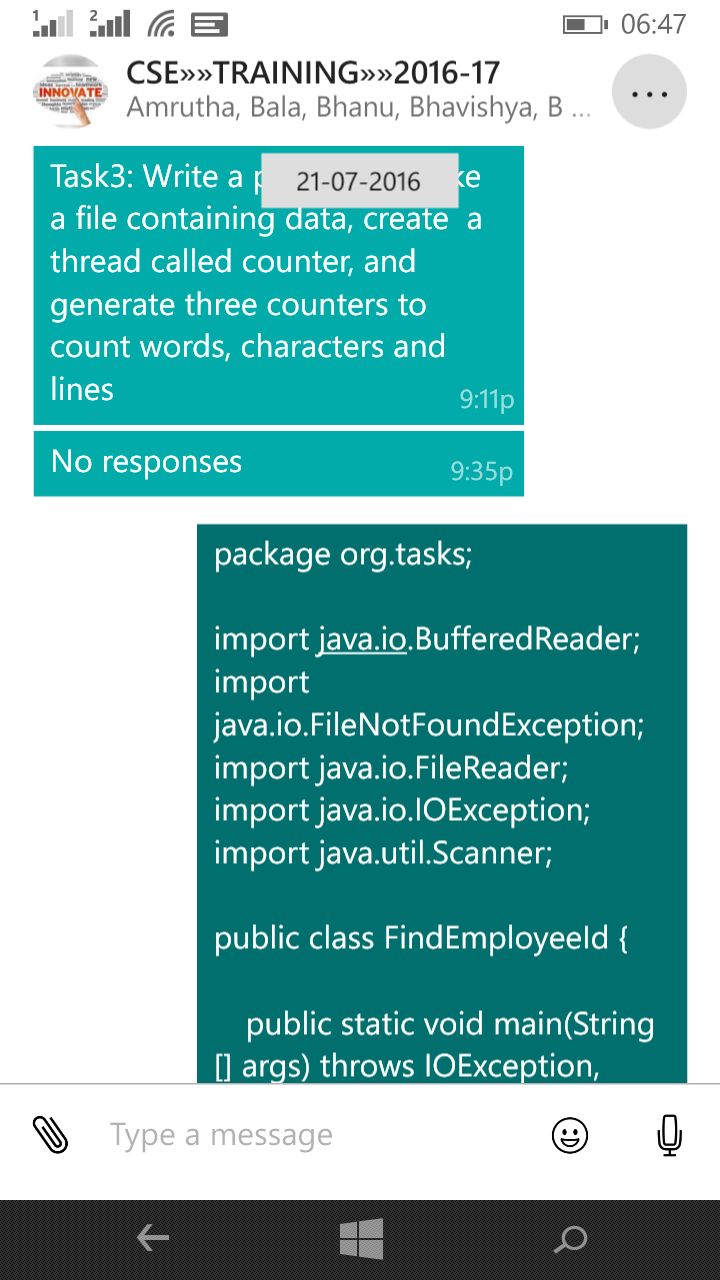 1 2 06:47
CSE»»TRAINING»»2016-17
INNOVATE
Amrutha, Bala, Bhanu, Bhavishya, B ...
21-07-2016
Task3: Write a
a file containing data, create a
thread called counter, and
generate three counters to
count words, characters and
lines
9:11p
No responses
9:35p
package org.tasks;
import java.io.BufferedReader;
import
java.io.FileNotFoundException;
import java.io.FileReader;
import java.io.IOException;
import java.util.Scanner;
public class FindEmployeeId {
public static void main(String
[] args) throws IOException,
Type a message